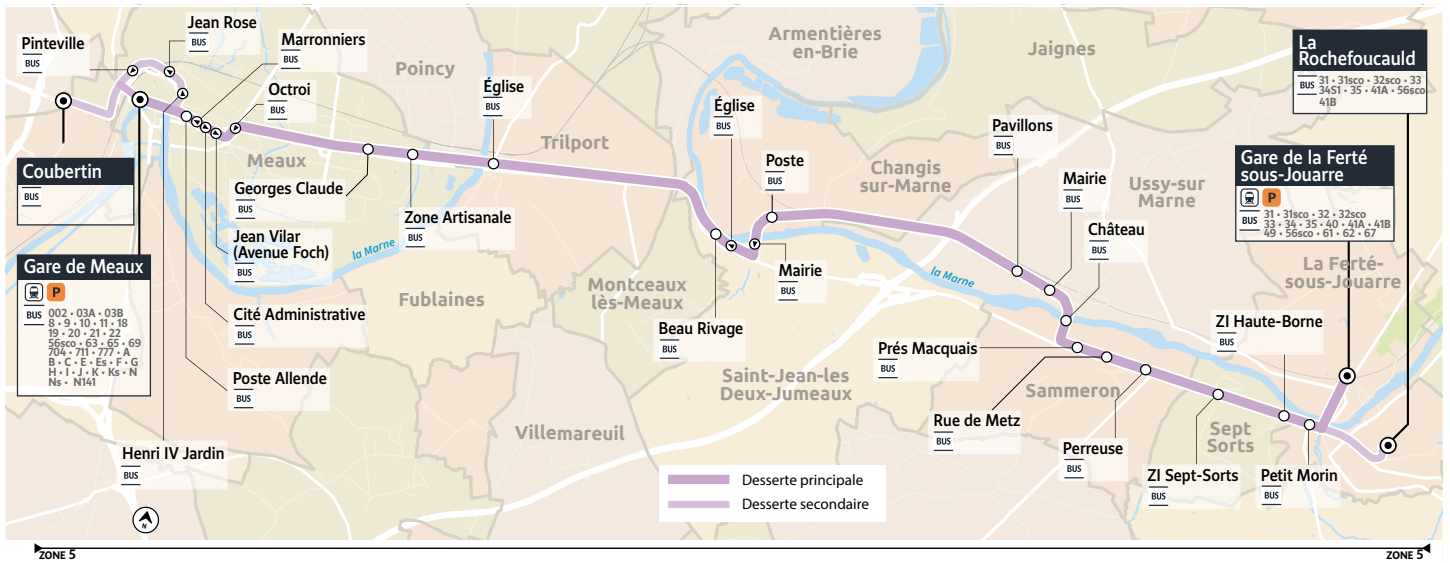 Pinteville
BUS
Jean Rose
BUS
Marronniers
BUS
Octroi
BUS
Poincy
Église
BUS
Armentières
en-Brie
Jaignes
La
Rochefoucauld
BUS
31 • 31sco • 32sco • 33
34S1 • 35 • 41A • 56sco
41B
Coubertin
BUS
Meaux
Georges Claude
BUS
Trilport
Zone Artisanale
BUS
Église
BUS
Poste
BUS
Changis
sur-Marne
Pavillons
BUS
Mairie
BUS
Ussy-sur
Marne
Gare de la Ferté
sous-Jouarre
P
BUS
31 • 31sco • 32 • 32sco
33 • 34 • 35 • 40 • 41A • 41B
49 • 56sco • 61 • 62 • 67
Château
BUS
La Ferté-
sous-Jouarre
Gare de Meaux
P
BUS
002 • 03A • 03B
8 • 9 • 10 • 11 • 18
19 • 20 • 21 • 22
56sco • 63 • 65 • 69
704 • 711 • 777 • A
B • C • E • Es • F • G
H • I • J • K • Ks • N
Ns • N141
Jean Vilar
(Avenue Foch)
BUS
la Marne
Fublaines
Cité Administrative
BUS
Poste Allende
BUS
Henri IV Jardin
BUS
Montceaux
lès-Meaux
Mairie
BUS
la Marne
Beau Rivage
BUS
Saint-Jean-les
Deux-Jumeaux
Villemareuil
Prés Macquais
BUS
Sammeron
Rue de Metz
BUS
Perreuse
BUS
ZI Haute-Borne
BUS
Sept
Sorts
ZI Sept-Sorts
BUS
Petit Morin
BUS
Desserte principale
Desserte secondaire
N
ZONE 5
ZONE 5